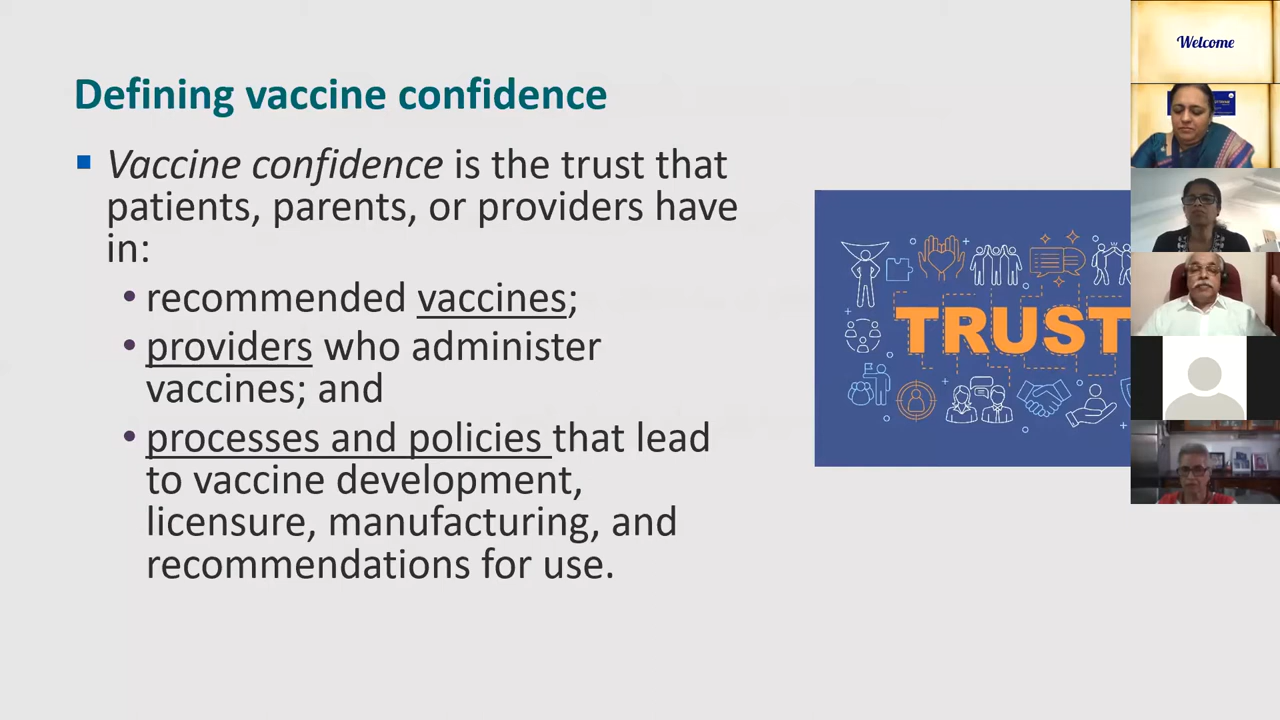 Defining vaccine confidence
Vaccine confidence is the trust that
patients, parents, or providers have
in:
• recommended vaccines;
• providers who administer
vaccines; and
• processes and policies that lead
to vaccine development,
licensure, manufacturing, and
recommendations for use.
TRUST
Welcome